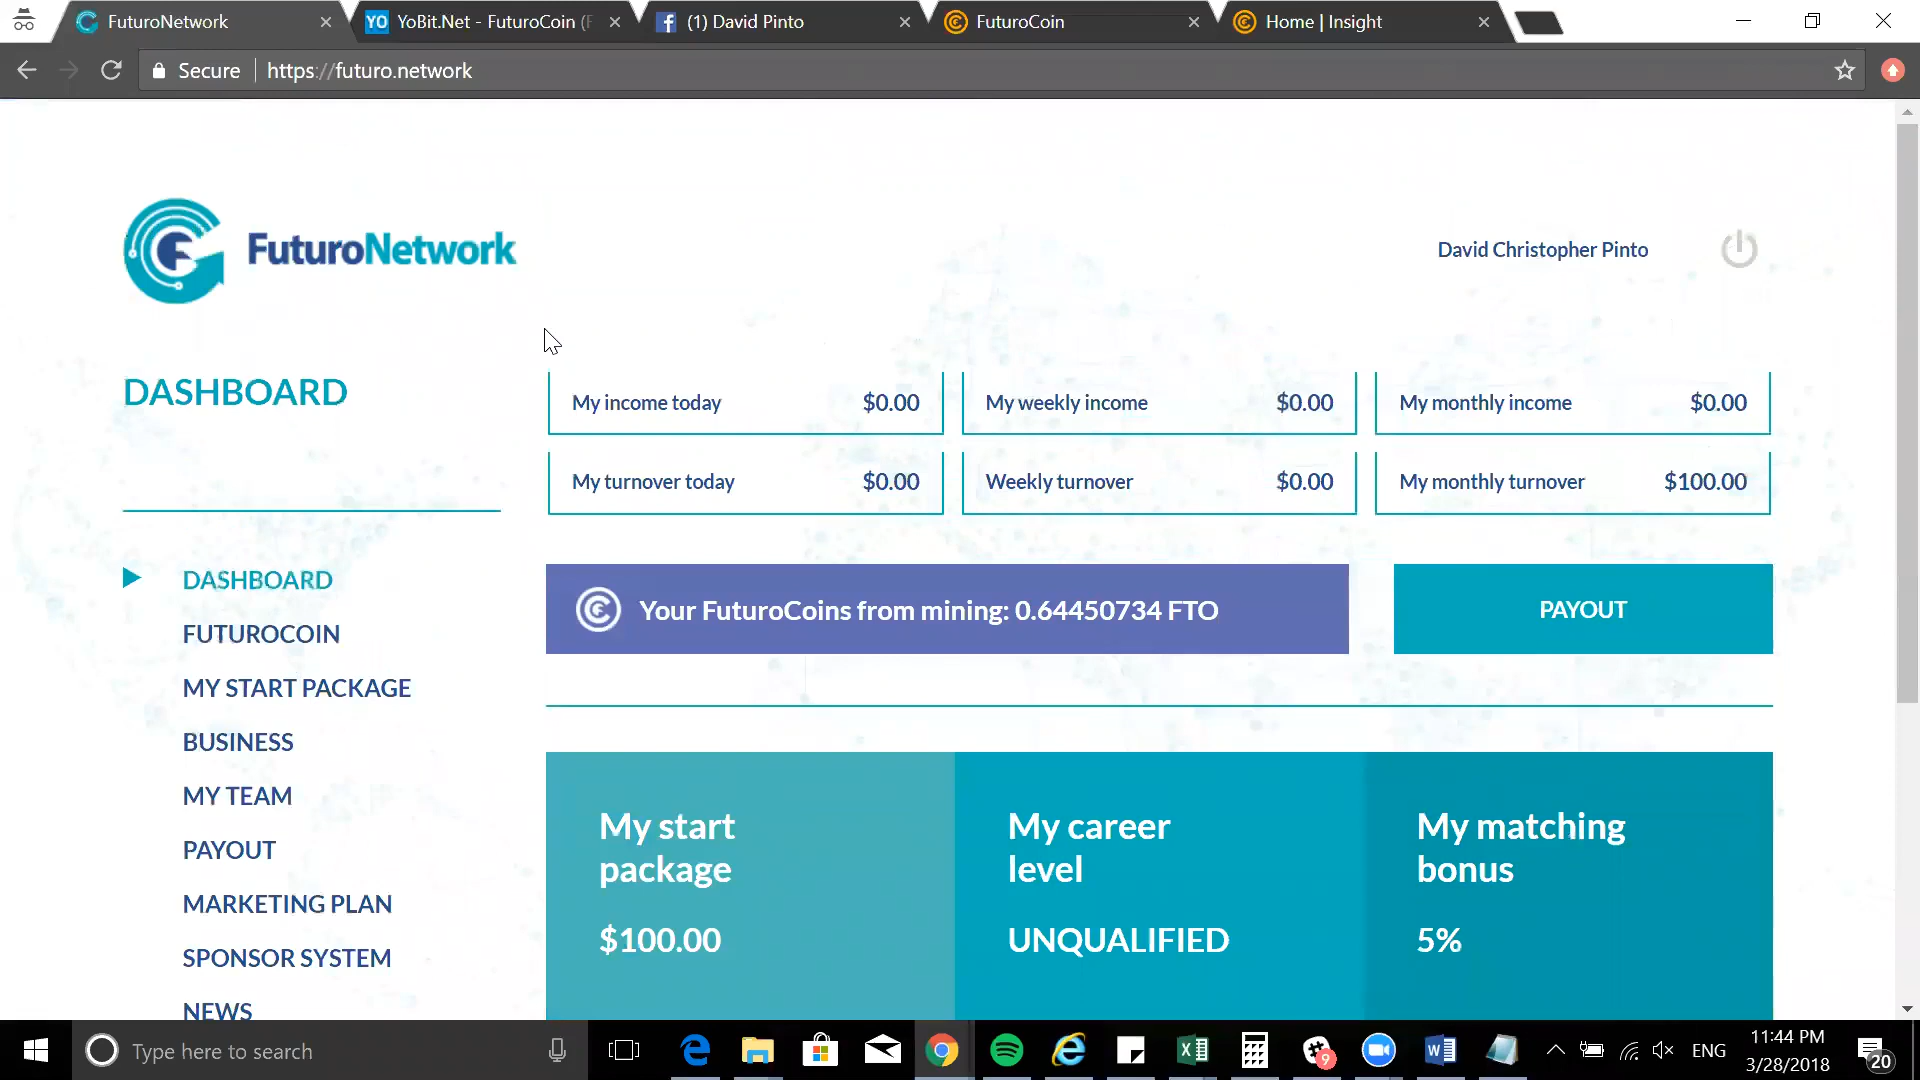 FuturoNetwork
YO
YoBit.Net - FuturoCoin (F
(1) David Pinto
FuturoCoin
Home | Insight
Secure
https://futuro.network
FuturoNetwork
David Christopher Pinto
DASHBOARD
My income today $0.00
My weekly income $0.00
My monthly income $0.00
My turnover today $0.00
Weekly turnover $0.00
My monthly turnover $100.00
Your FuturoCoins from mining: 0.64450734 FTO
PAYOUT
DASHBOARD
FUTUROCOIN
MY START PACKAGE
BUSINESS
MY TEAM
PAYOUT
MARKETING PLAN
SPONSOR SYSTEM
NEWS
My start
package
$100.00
My career
level
UNQUALIFIED
My matching
bonus
5%
Type here to search
9
ENG
11:44 PM
3/28/2018
20